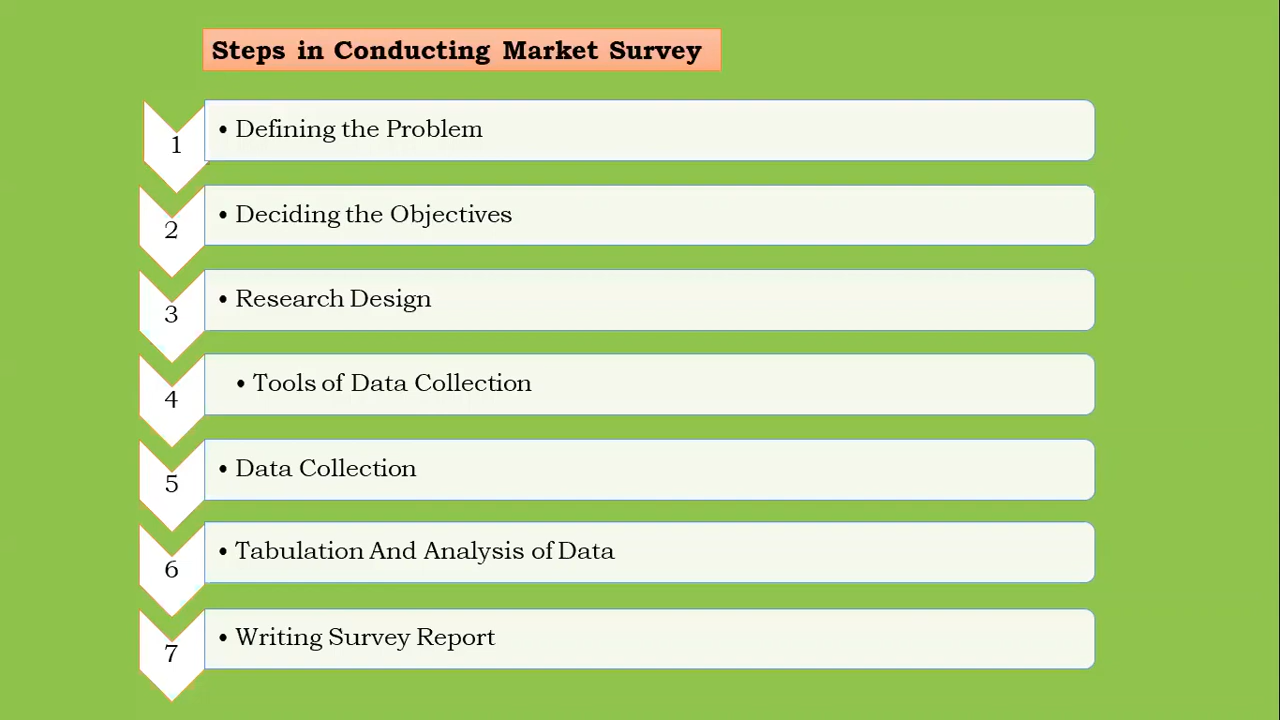 Steps in Conducting Market Survey
1 • Defining the Problem
2 • Deciding the Objectives
3 • Research Design
4 • Tools of Data Collection
5 • Data Collection
6 • Tabulation And Analysis of Data
7 • Writing Survey Report